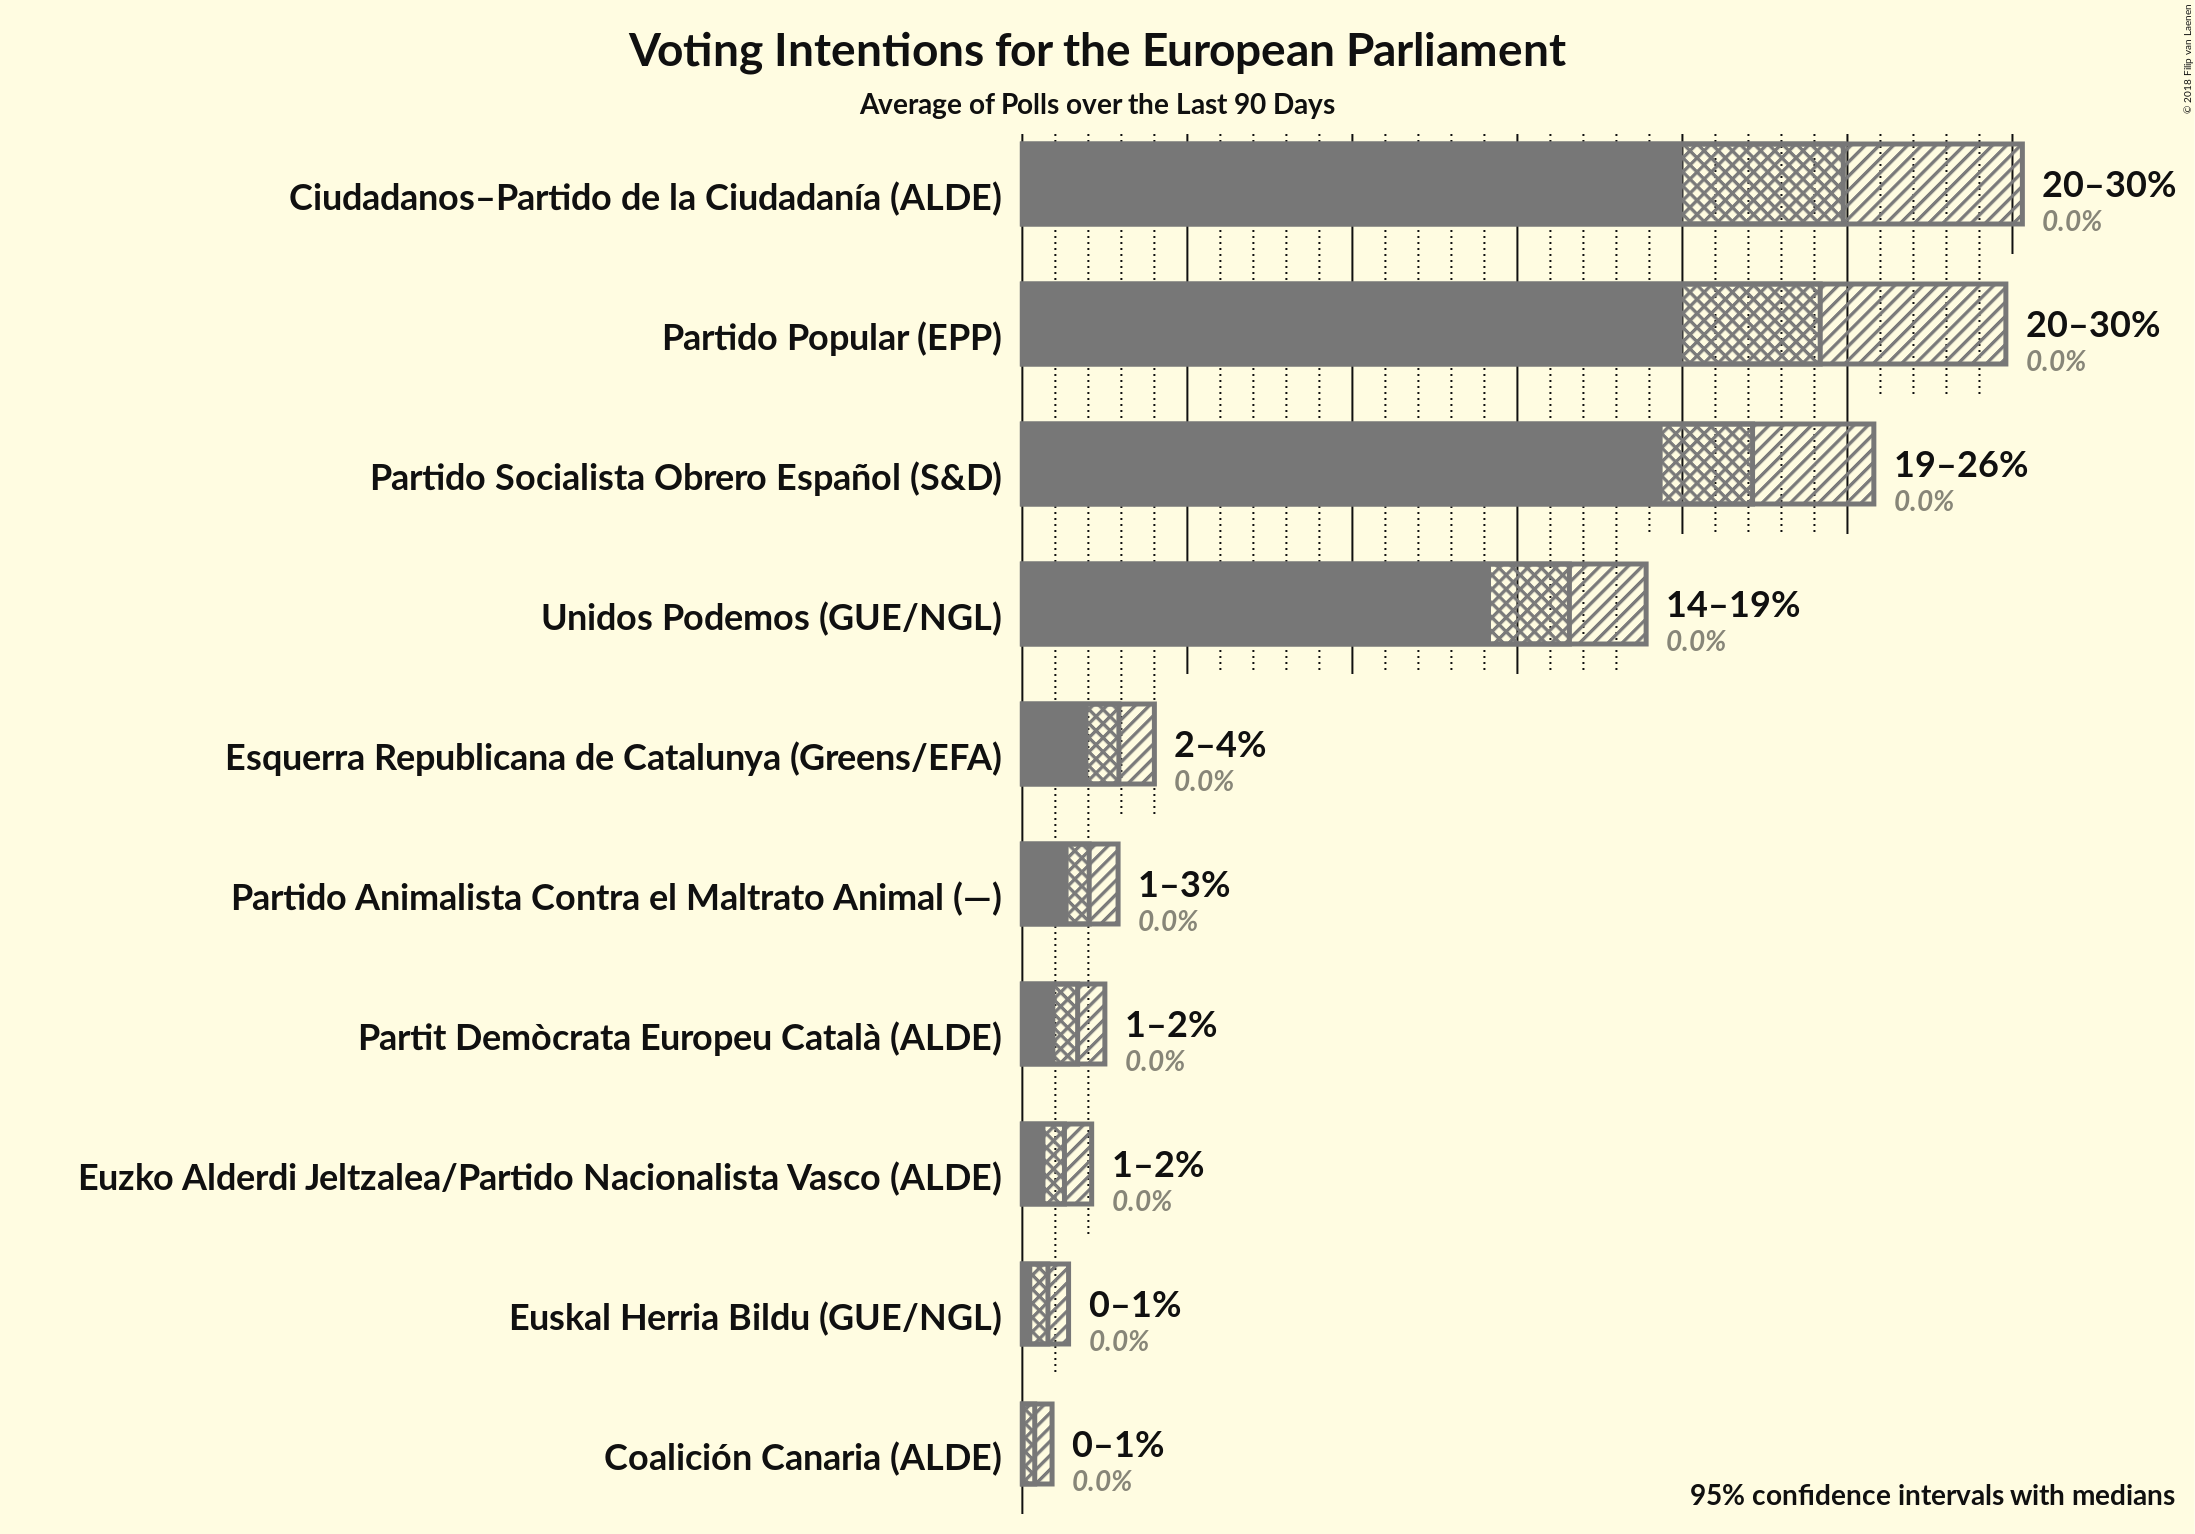 Voting Intentions for the European Parliament
Average of Polls over the Last 90 Days
© 2018 Filip van Laenen
Ciudadanos–Partido de la Ciudadanía (ALDE)
20–30%
0.0%
Partido Popular (EPP)
20–30%
0.0%
Partido Socialista Obrero Español (S&D)
19–26%
0.0%
Unidos Podemos (GUE/NGL)
14–19%
0.0%
Esquerra Republicana de Catalunya (Greens/EFA)
2–4%
0.0%
Partido Animalista Contra el Maltrato Animal (—)
1–3%
0.0%
Partit Demòcrata Europeu Català (ALDE)
1–2%
0.0%
Euzko Alderdi Jeltzalea/Partido Nacionalista Vasco (ALDE)
1–2%
0.0%
Euskal Herria Bildu (GUE/NGL)
0–1%
0.0%
Coalición Canaria (ALDE)
0–1%
0.0%
95% confidence intervals with medians